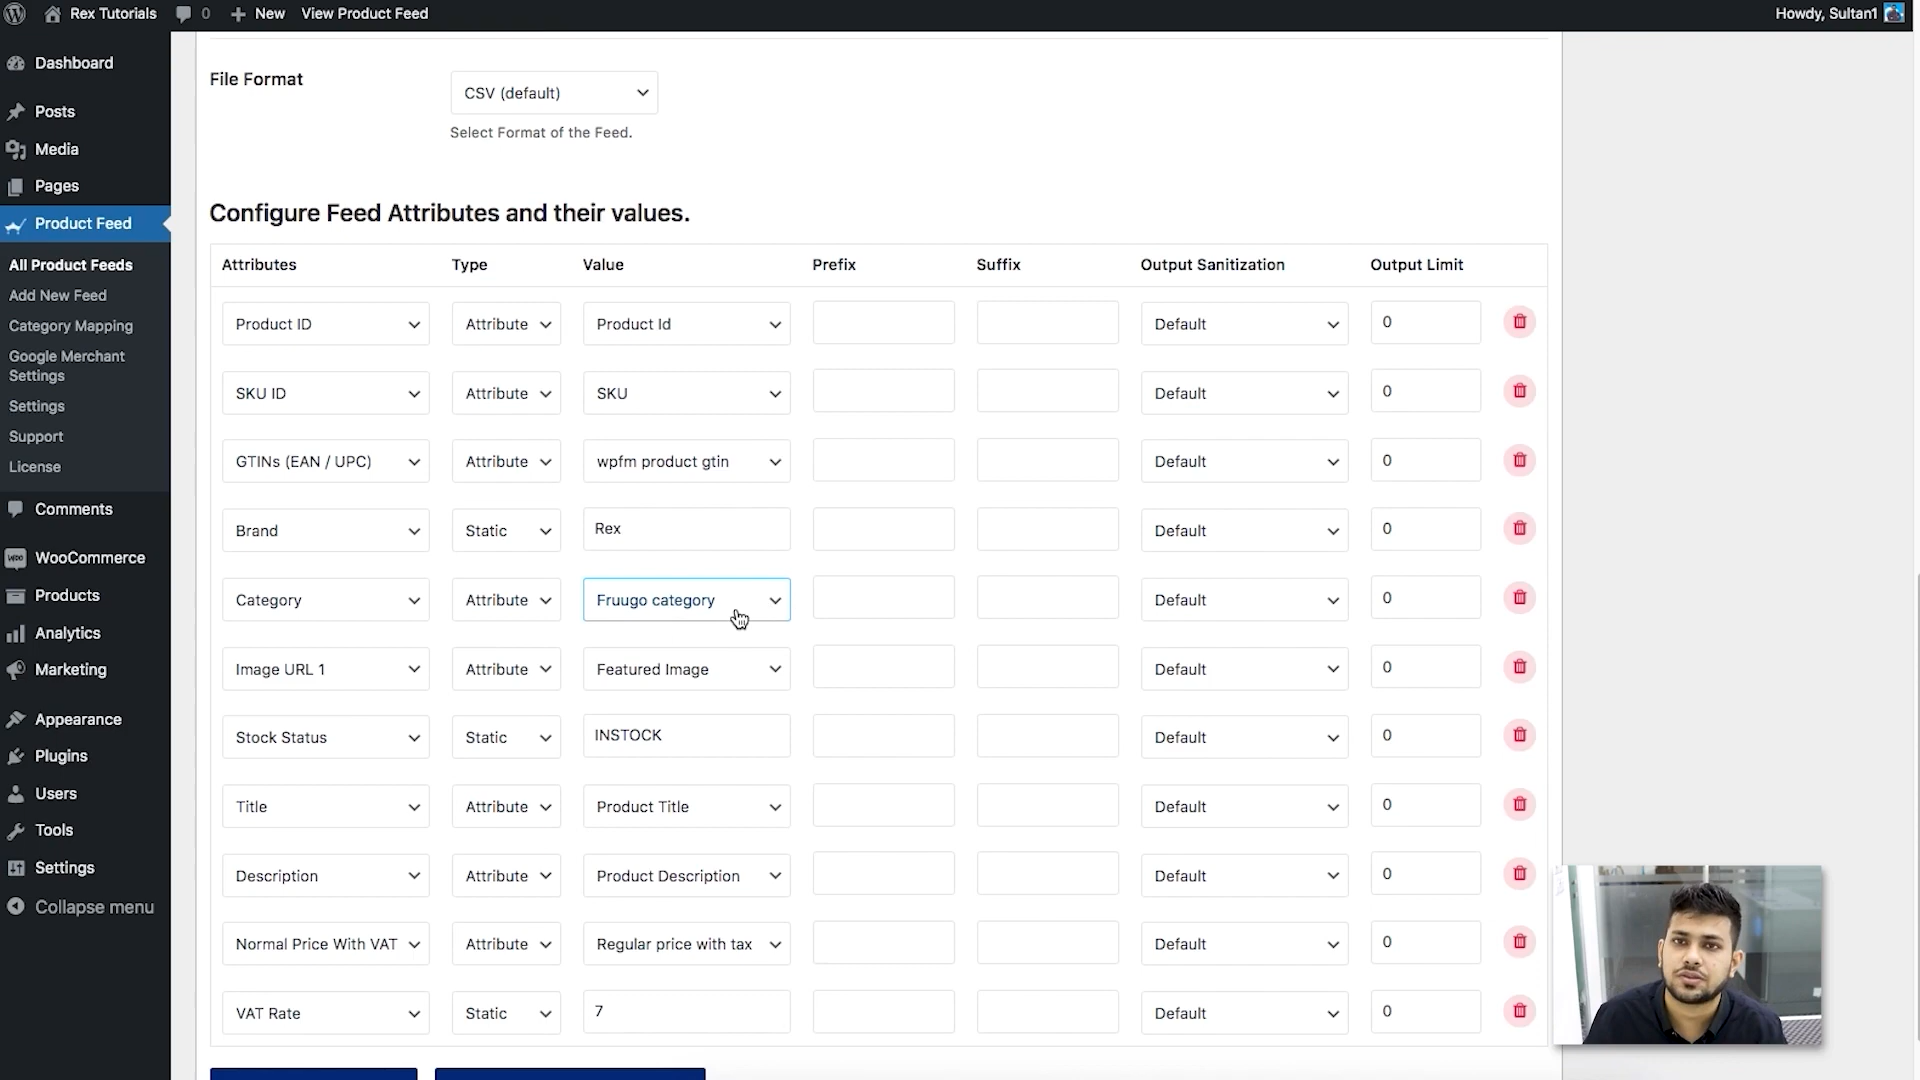 Rex Tutorials 0 New View Product Feed Howdy, Sultan1
Dashboard
Posts
Media
Pages
Product Feed
All Product Feeds
Add New Feed
Category Mapping
Google Merchant
Settings
Settings
Support
License
Comments
WooCommerce
Products
Analytics
Marketing
Appearance
Plugins
Users
Tools
Settings
Collapse menu
File Format CSV (default)
Select Format of the Feed.
Configure Feed Attributes and their values.
Attributes Type Value Prefix Suffix Output Sanitization Output Limit
Product ID Attribute Product Id Default 0
SKU ID Attribute SKU Default 0
GTINs (EAN / UPC) Attribute wpfm product gtin Default 0
Brand Static Rex Default 0
Category Attribute Fruugo category Default 0
Image URL 1 Attribute Featured Image Default 0
Stock Status Static INSTOCK Default 0
Title Attribute Product Title Default 0
Description Attribute Product Description Default 0
Normal Price With VAT Attribute Regular price with tax Default 0
VAT Rate Static 7 Default 0